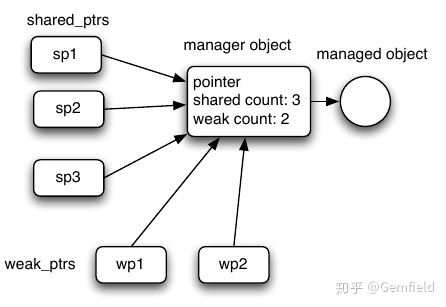 shared_ptrs
sp1
manager object
managed object
pointer
shared count: 3
weak count: 2
sp2
sp3
weak_ptrs
wp1
wp2
知乎 @Gemfield